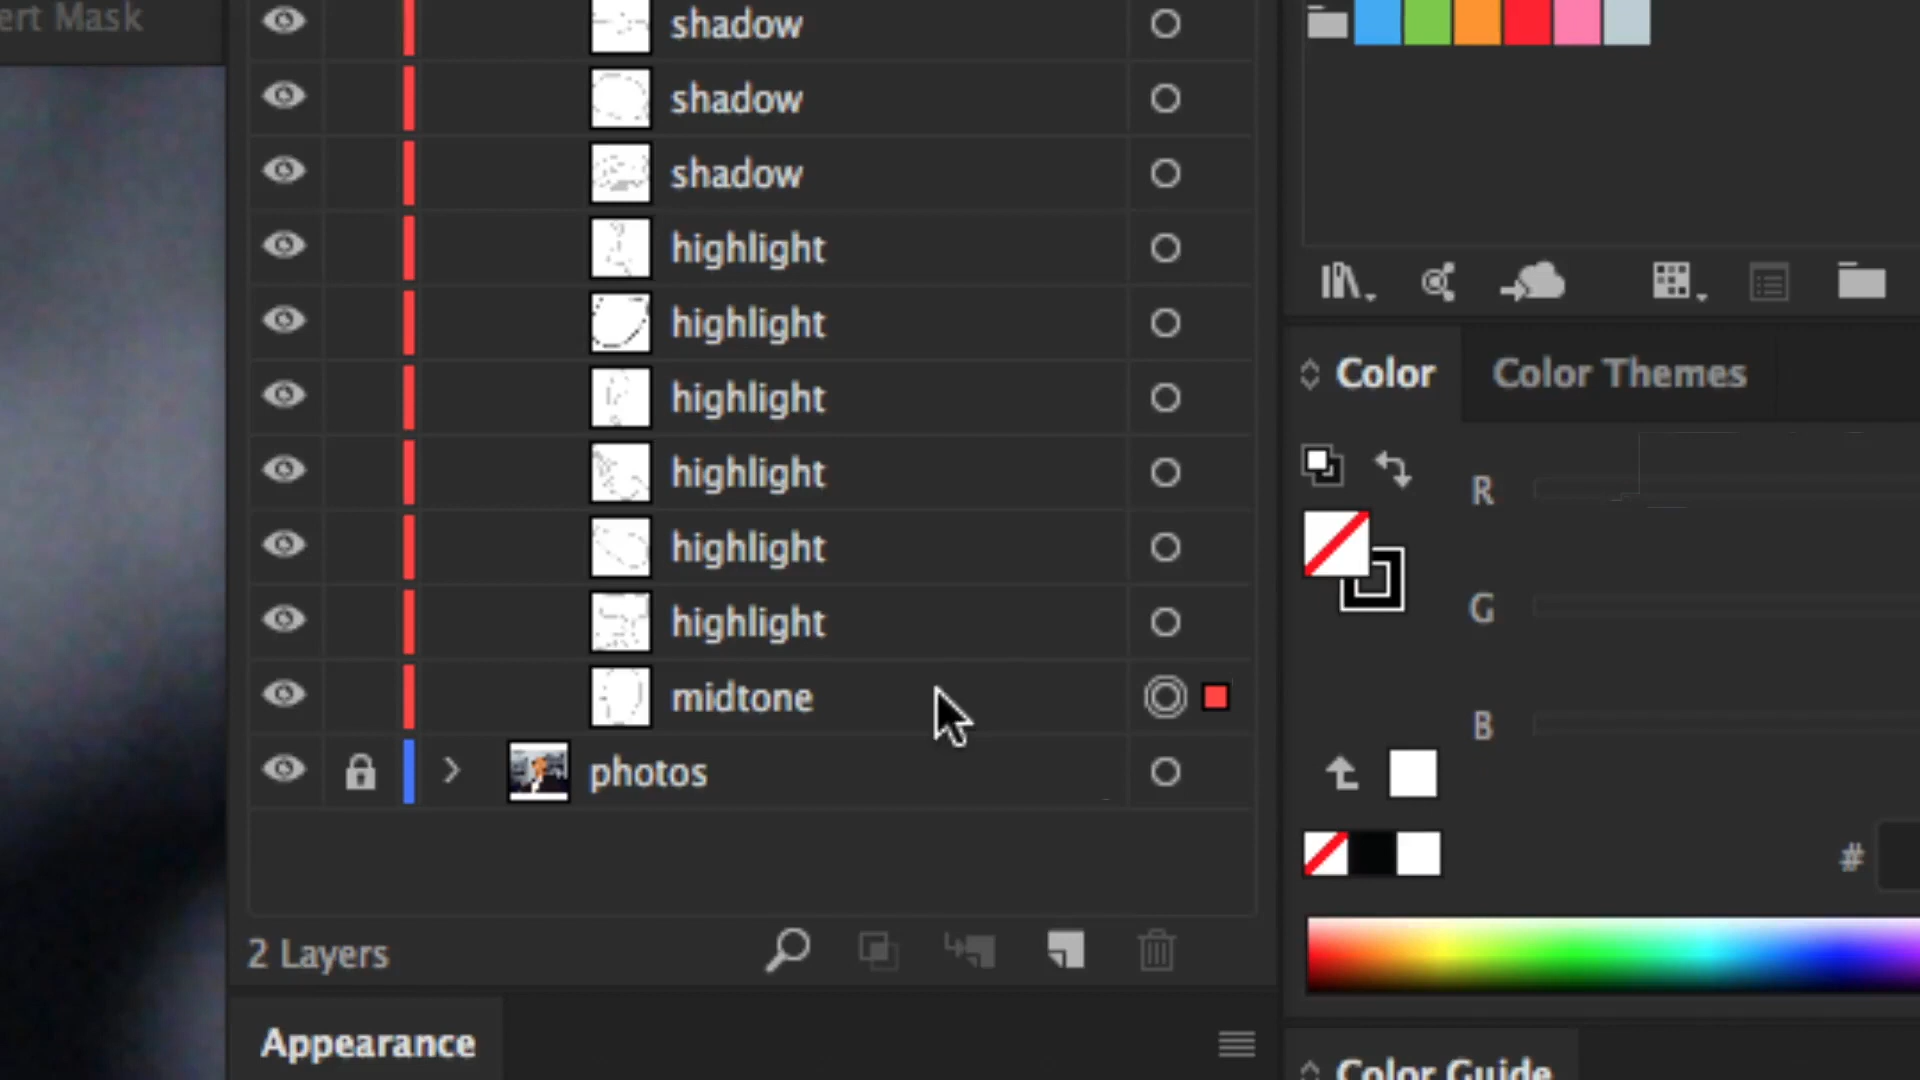 ert Mask
shadow
shadow
shadow
highlight
highlight
highlight
highlight
highlight
highlight
midtone
photos
2 Layers
Appearance
Color
Color Themes
R
G
B
#
Color Guide